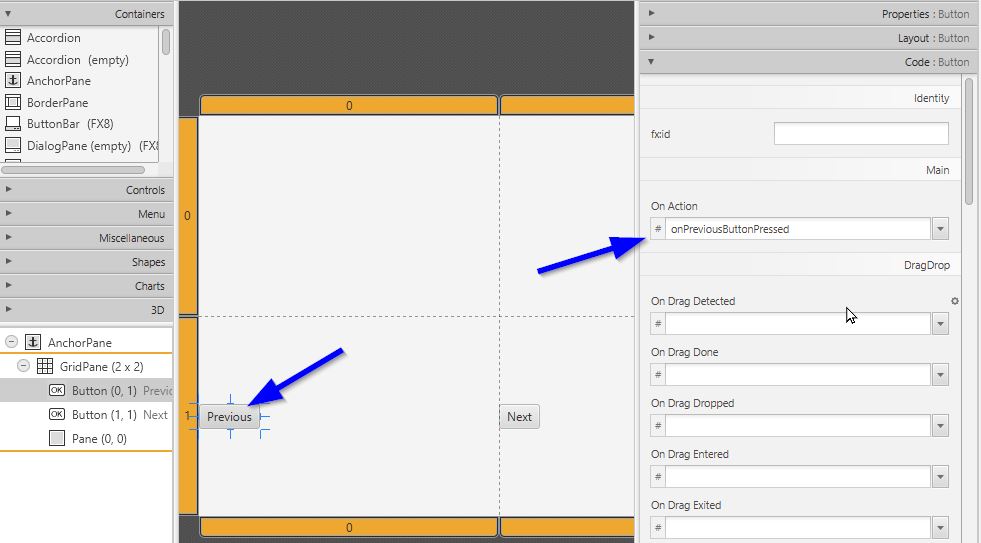 Containers
Accordion
Accordion (empty)
AnchorPane
BorderPane
ButtonBar (FX8)
DialogPane (empty) (FX8
Controls
Menu
Miscellaneous
Shapes
Charts
3D
AnchorPane
GridPane (2 x 2)
OK Button (0, 1) Previc
OK Button (1, 1) Next
Pane (0, 0)
0
0
1
Previous
Next
0
Properties : Button
Layout : Button
Code : Button
Identity
fx:id
Main
On Action
# onPreviousButtonPressed
DragDrop
On Drag Detected
#
On Drag Done
#
On Drag Dropped
#
On Drag Entered
#
On Drag Exited
#